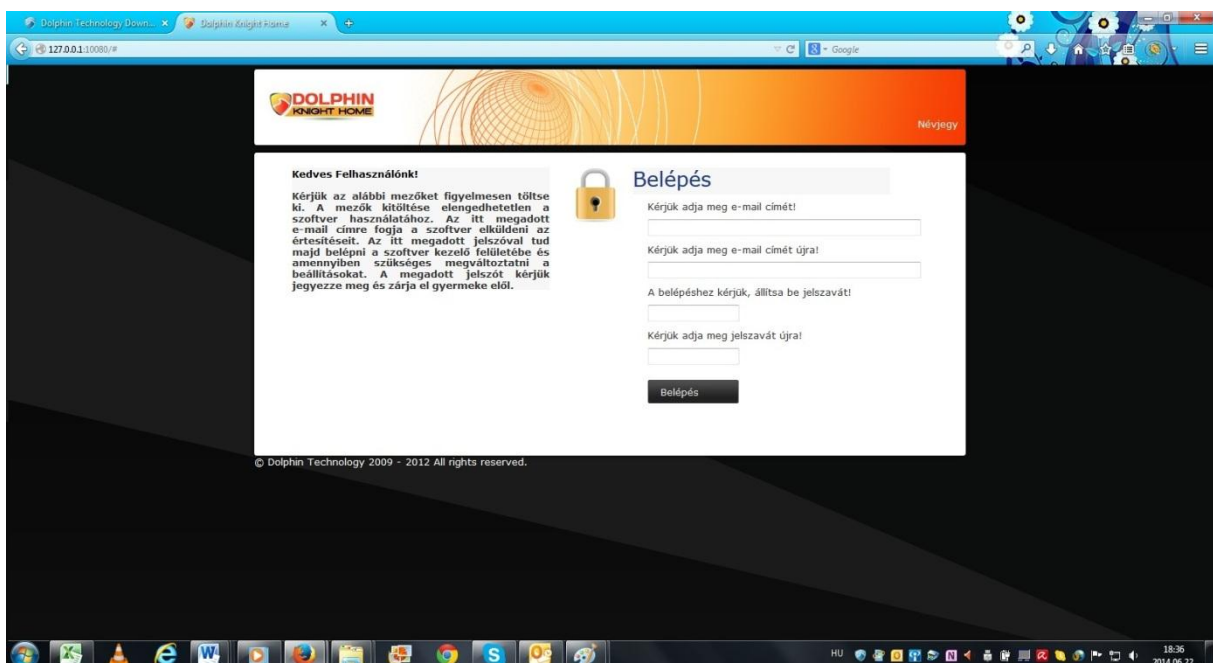 Dolphin Technology Down...
Dolphin Knight Home
127.0.0.1:10080/#
Google
DOLPHIN
KNIGHT HOME
Névjegy
Kedves Felhasználónk!
Kérjük az alábbi mezőket figyelmesen töltse
ki. A mezők kitöltése elengedhetetlen a
szoftver használatához. Az itt megadott
e-mail címre fogja a szoftver elküldeni az
értesítéseit. Az itt megadott jelszóval tud
majd belépni a szoftver kezelő felületébe és
amennyiben szükséges megváltoztatni a
beállításokat. A megadott jelszót kérjük
jegyezze meg és zárja el gyermeke elől.
Belépés
Kérjük adja meg e-mail címét!
Kérjük adja meg e-mail címét újra!
A belépéshez kérjük, állítsa be jelszavát!
Kérjük adja meg jelszavát újra!
Belépés
© Dolphin Technology 2009 - 2012 All rights reserved.
HU
18:36
2014.06.22